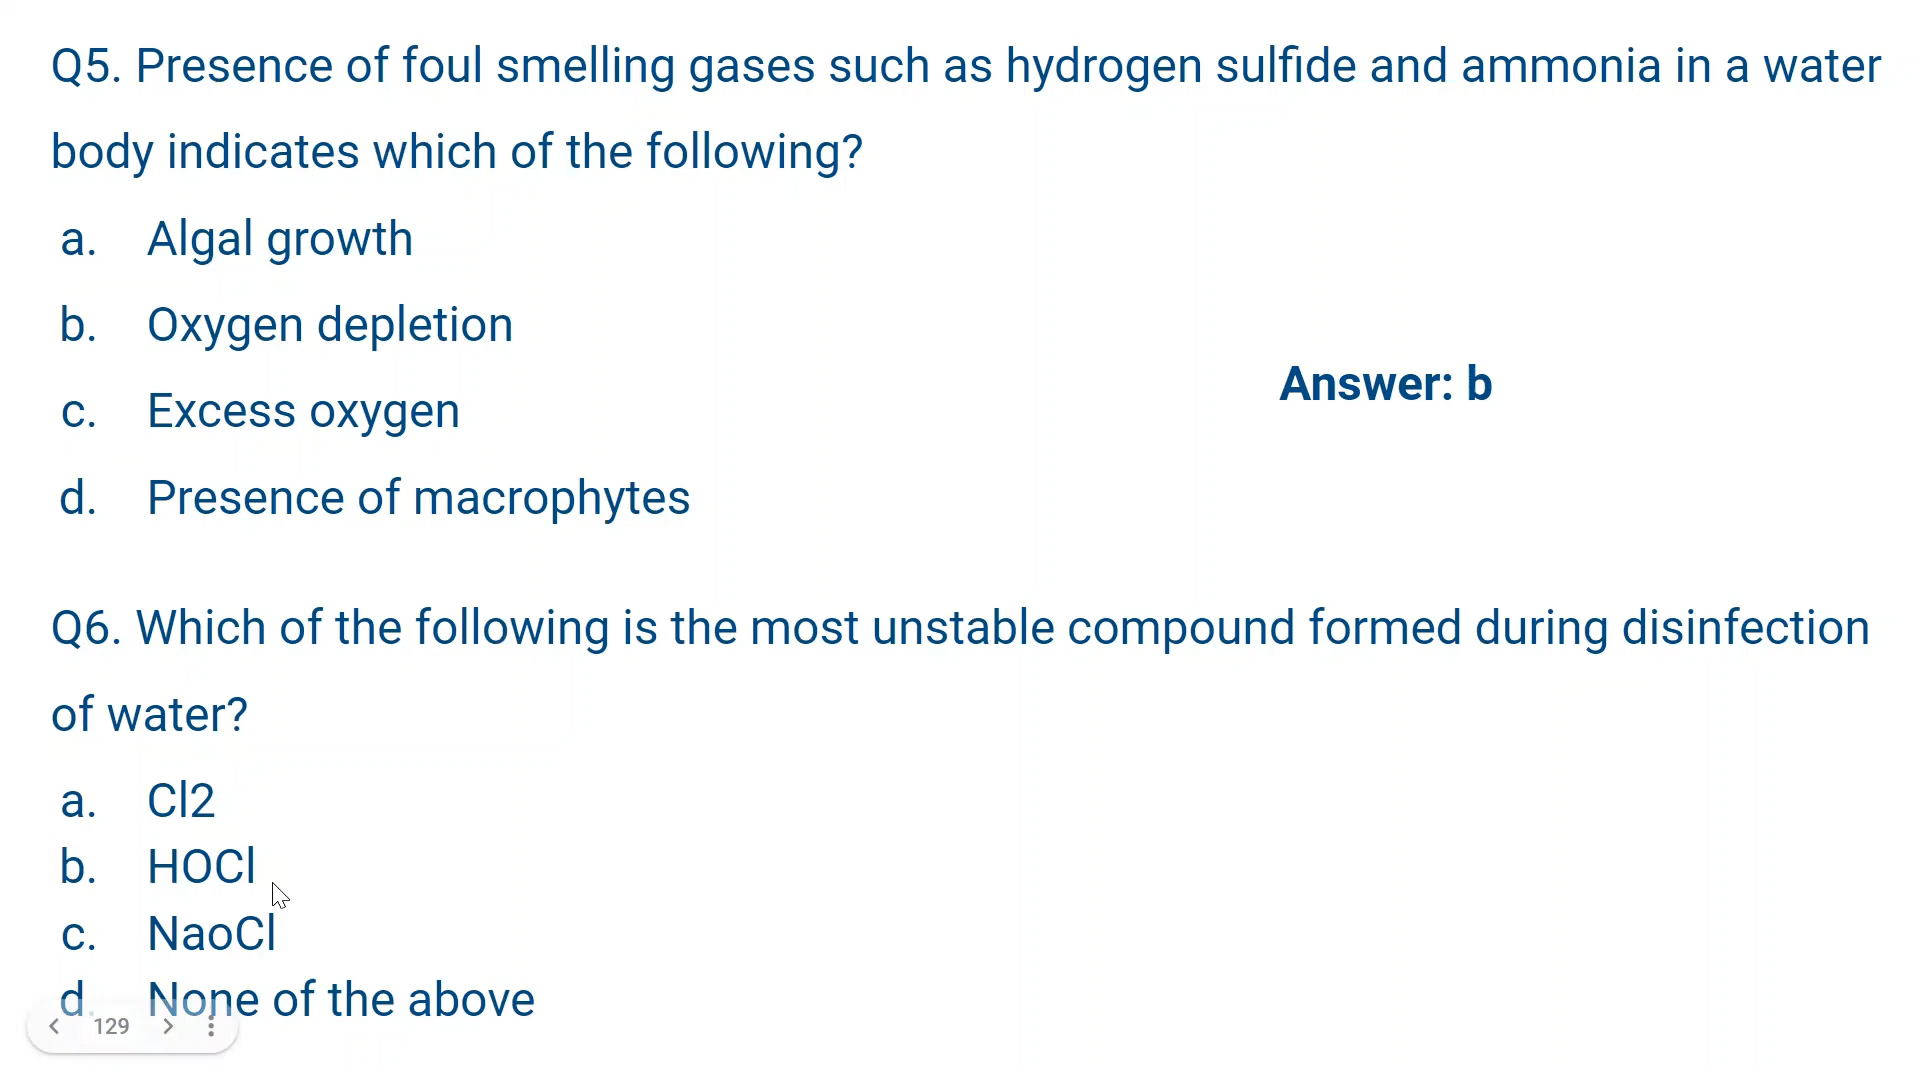 Q5. Presence of foul smelling gases such as hydrogen sulfide and ammonia in a water
body indicates which of the following?
a. Algal growth
b. Oxygen depletion
c. Excess oxygen
d. Presence of macrophytes
Answer: b
Q6. Which of the following is the most unstable compound formed during disinfection
of water?
a. Cl2
b. HOCl
c. NaoCl
d. None of the above
129